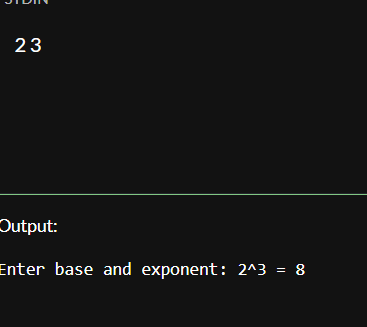 STDIN
2 3
Output:
Enter base and exponent: 2^3 = 8